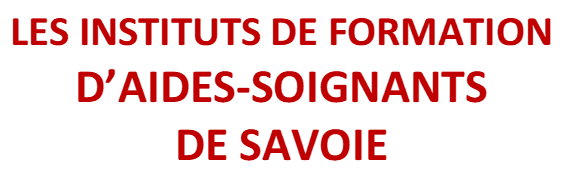 LES INSTITUTS DE FORMATION
D’AIDES-SOIGNANTS
DE SAVOIE